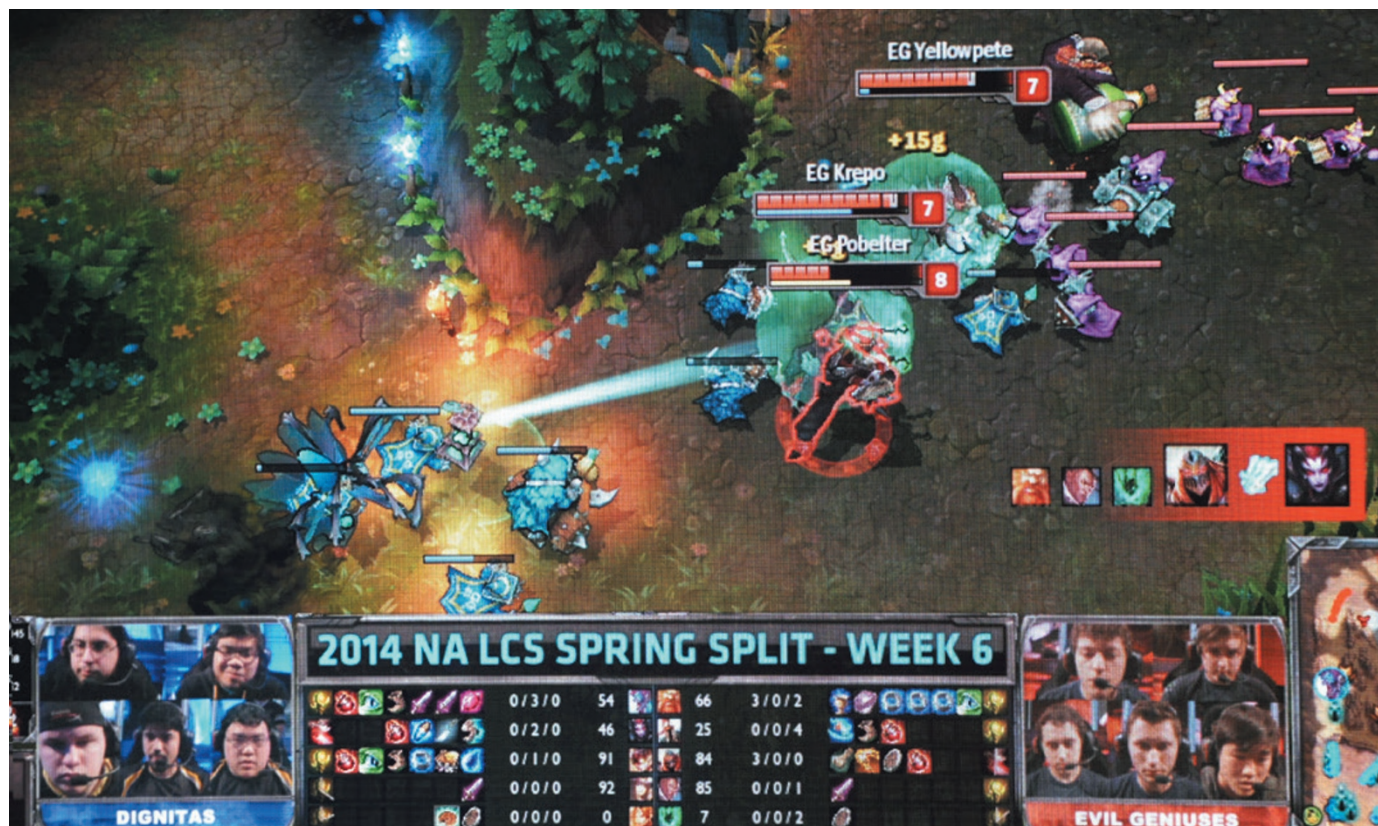 EG Yellowpete
7
+15g
EG Krepo
7
EG Pobelter
8
2014 NA LCS SPRING SPLIT - WEEK 6
0/3/0 54 66 3/0/2
0/2/0 46 25 0/0/4
0/1/0 91 84 3/0/0
0/0/0 92 85 0/0/1
0/0/0 0 7 0/0/2
DIGNITAS
EVIL GENIUSES